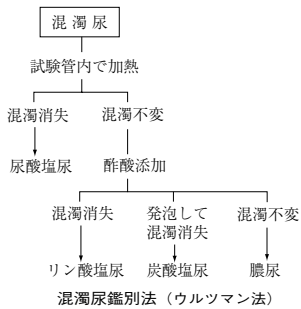 混濁尿
試験管内で加熱
混濁消失 混濁不変
尿酸塩尿 酢酸添加
混濁消失 発泡して混濁消失 混濁不変
リン酸塩尿 炭酸塩尿 膿尿
混濁尿鑑別法（ウルツマン法）